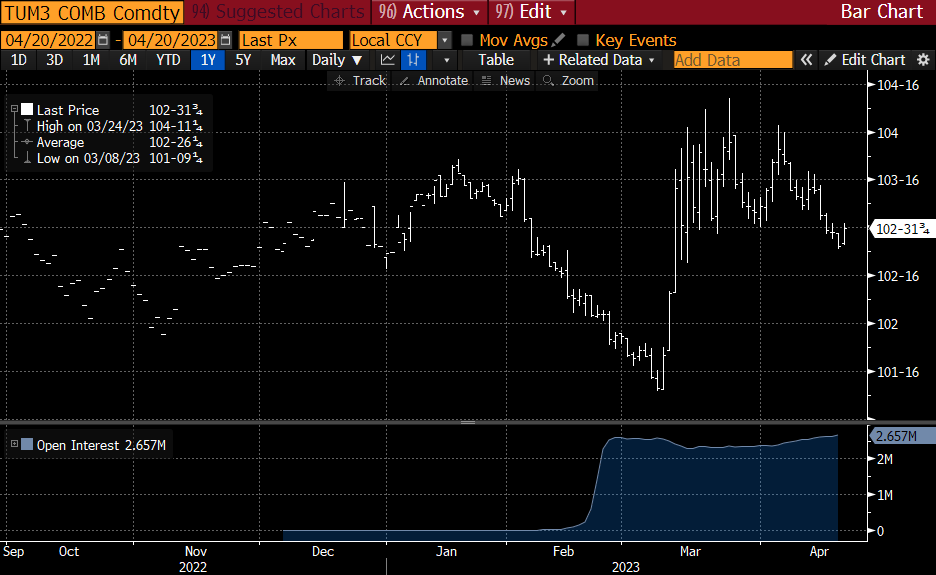 TUM3 COMB Comdty 94) Suggested Charts 96) Actions 97) Edit Bar Chart
04/20/2022 - 04/20/2023 Last Px Local CCY Mov Avgs Key Events
1D 3D 1M 6M YTD 1Y 5Y Max Daily ▼ Table + Related Data Add Data « Edit Chart
Track Annotate News Zoom
Last Price 102-31¾
High on 03/24/23 104-11¼
Average 102-26¼
Low on 03/08/23 101-09¼
104-16
104
103-16
102-31¾
102-16
102
101-16
Open Interest 2.657M
2.657M
2M
1M
0
Sep Oct Nov Dec Jan Feb Mar Apr
2022 2023